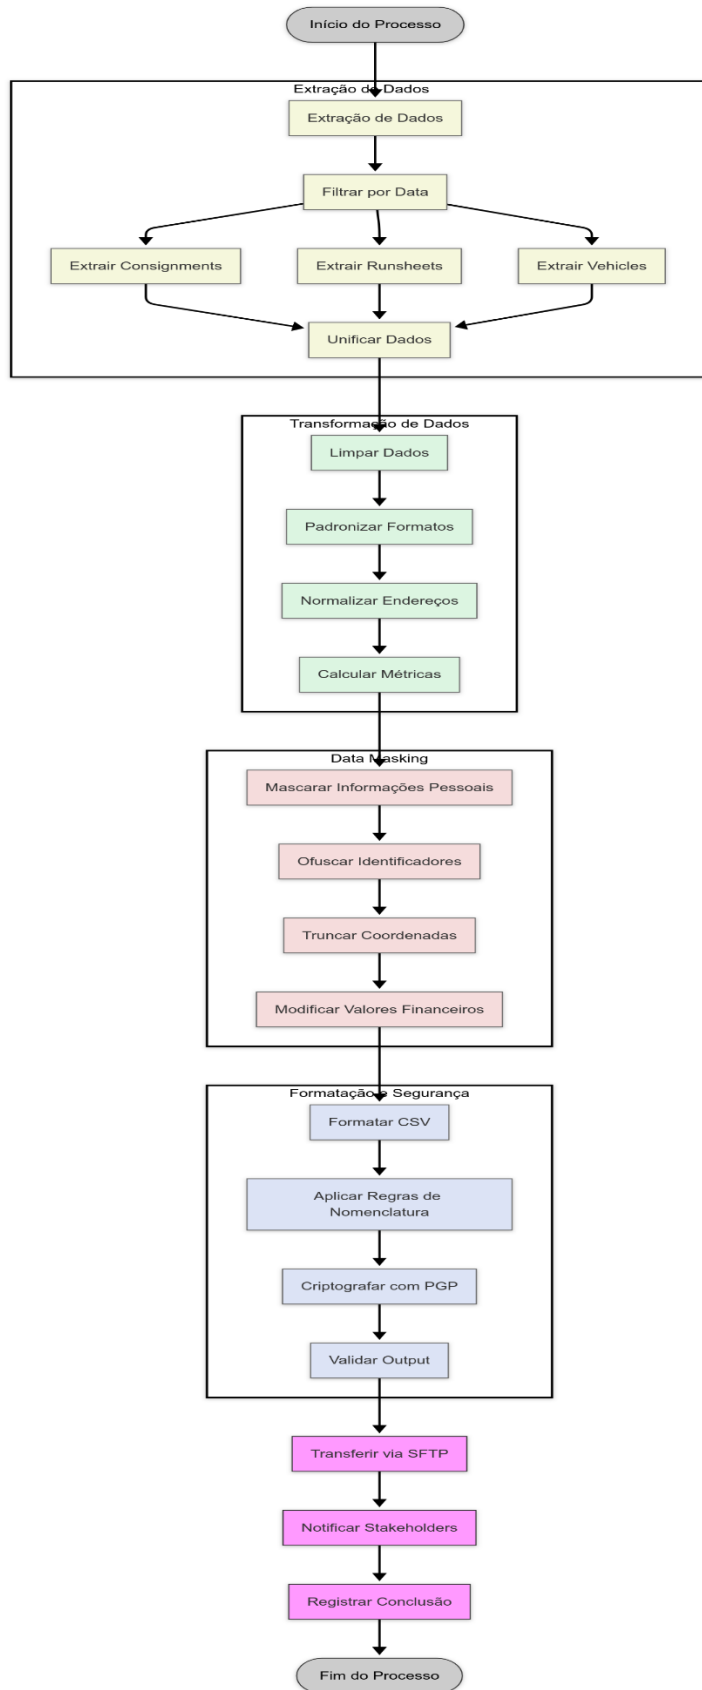 Início do Processo
Extração de Dados
Extração de Dados
Filtrar por Data
Extrair Consignments
Extrair Runsheets
Extrair Vehicles
Unificar Dados
Transformação de Dados
Limpar Dados
Padronizar Formatos
Normalizar Endereços
Calcular Métricas
Data Masking
Mascarar Informações Pessoais
Ofuscar Identificadores
Truncar Coordenadas
Modificar Valores Financeiros
Formatação e Segurança
Formatar CSV
Aplicar Regras de
Nomenclatura
Criptografar com PGP
Validar Output
Transferir via SFTP
Notificar Stakeholders
Registrar Conclusão
Fim do Processo